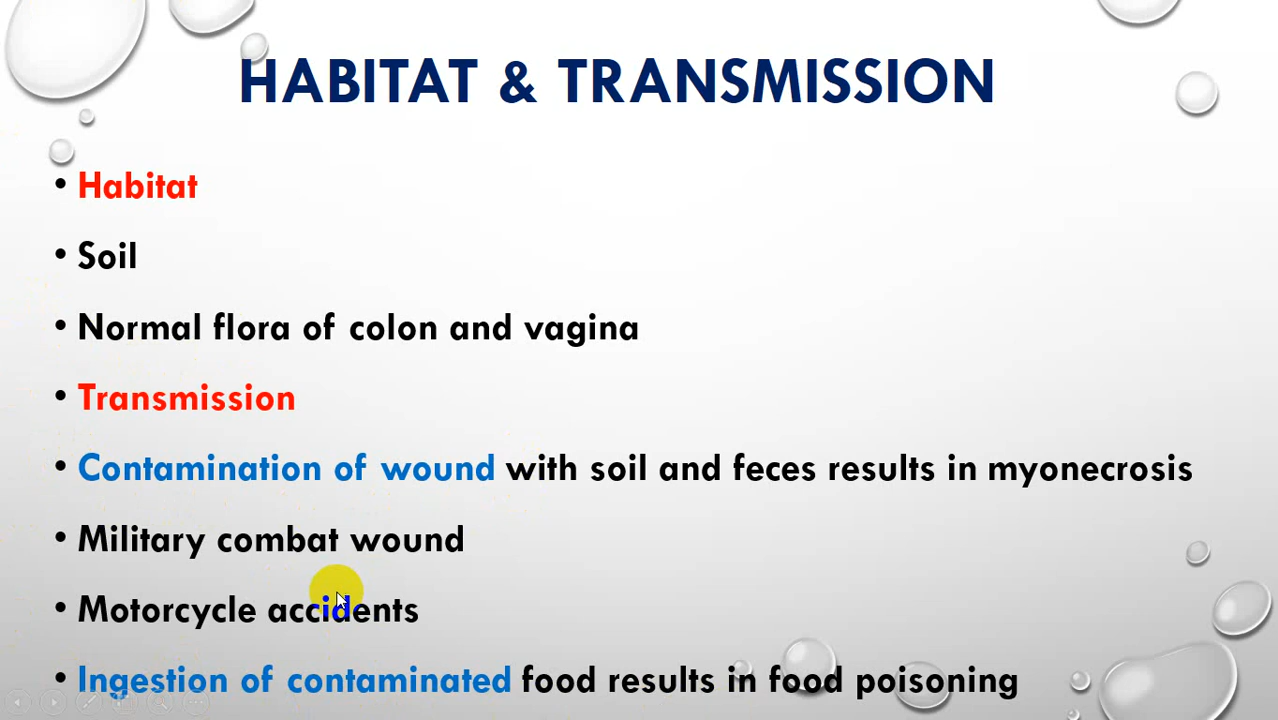 HABITAT & TRANSMISSION
• Habitat
• Soil
• Normal flora of colon and vagina
• Transmission
• Contamination of wound with soil and feces results in myonecrosis
• Military combat wound
• Motorcycle accidents
• Ingestion of contaminated food results in food poisoning